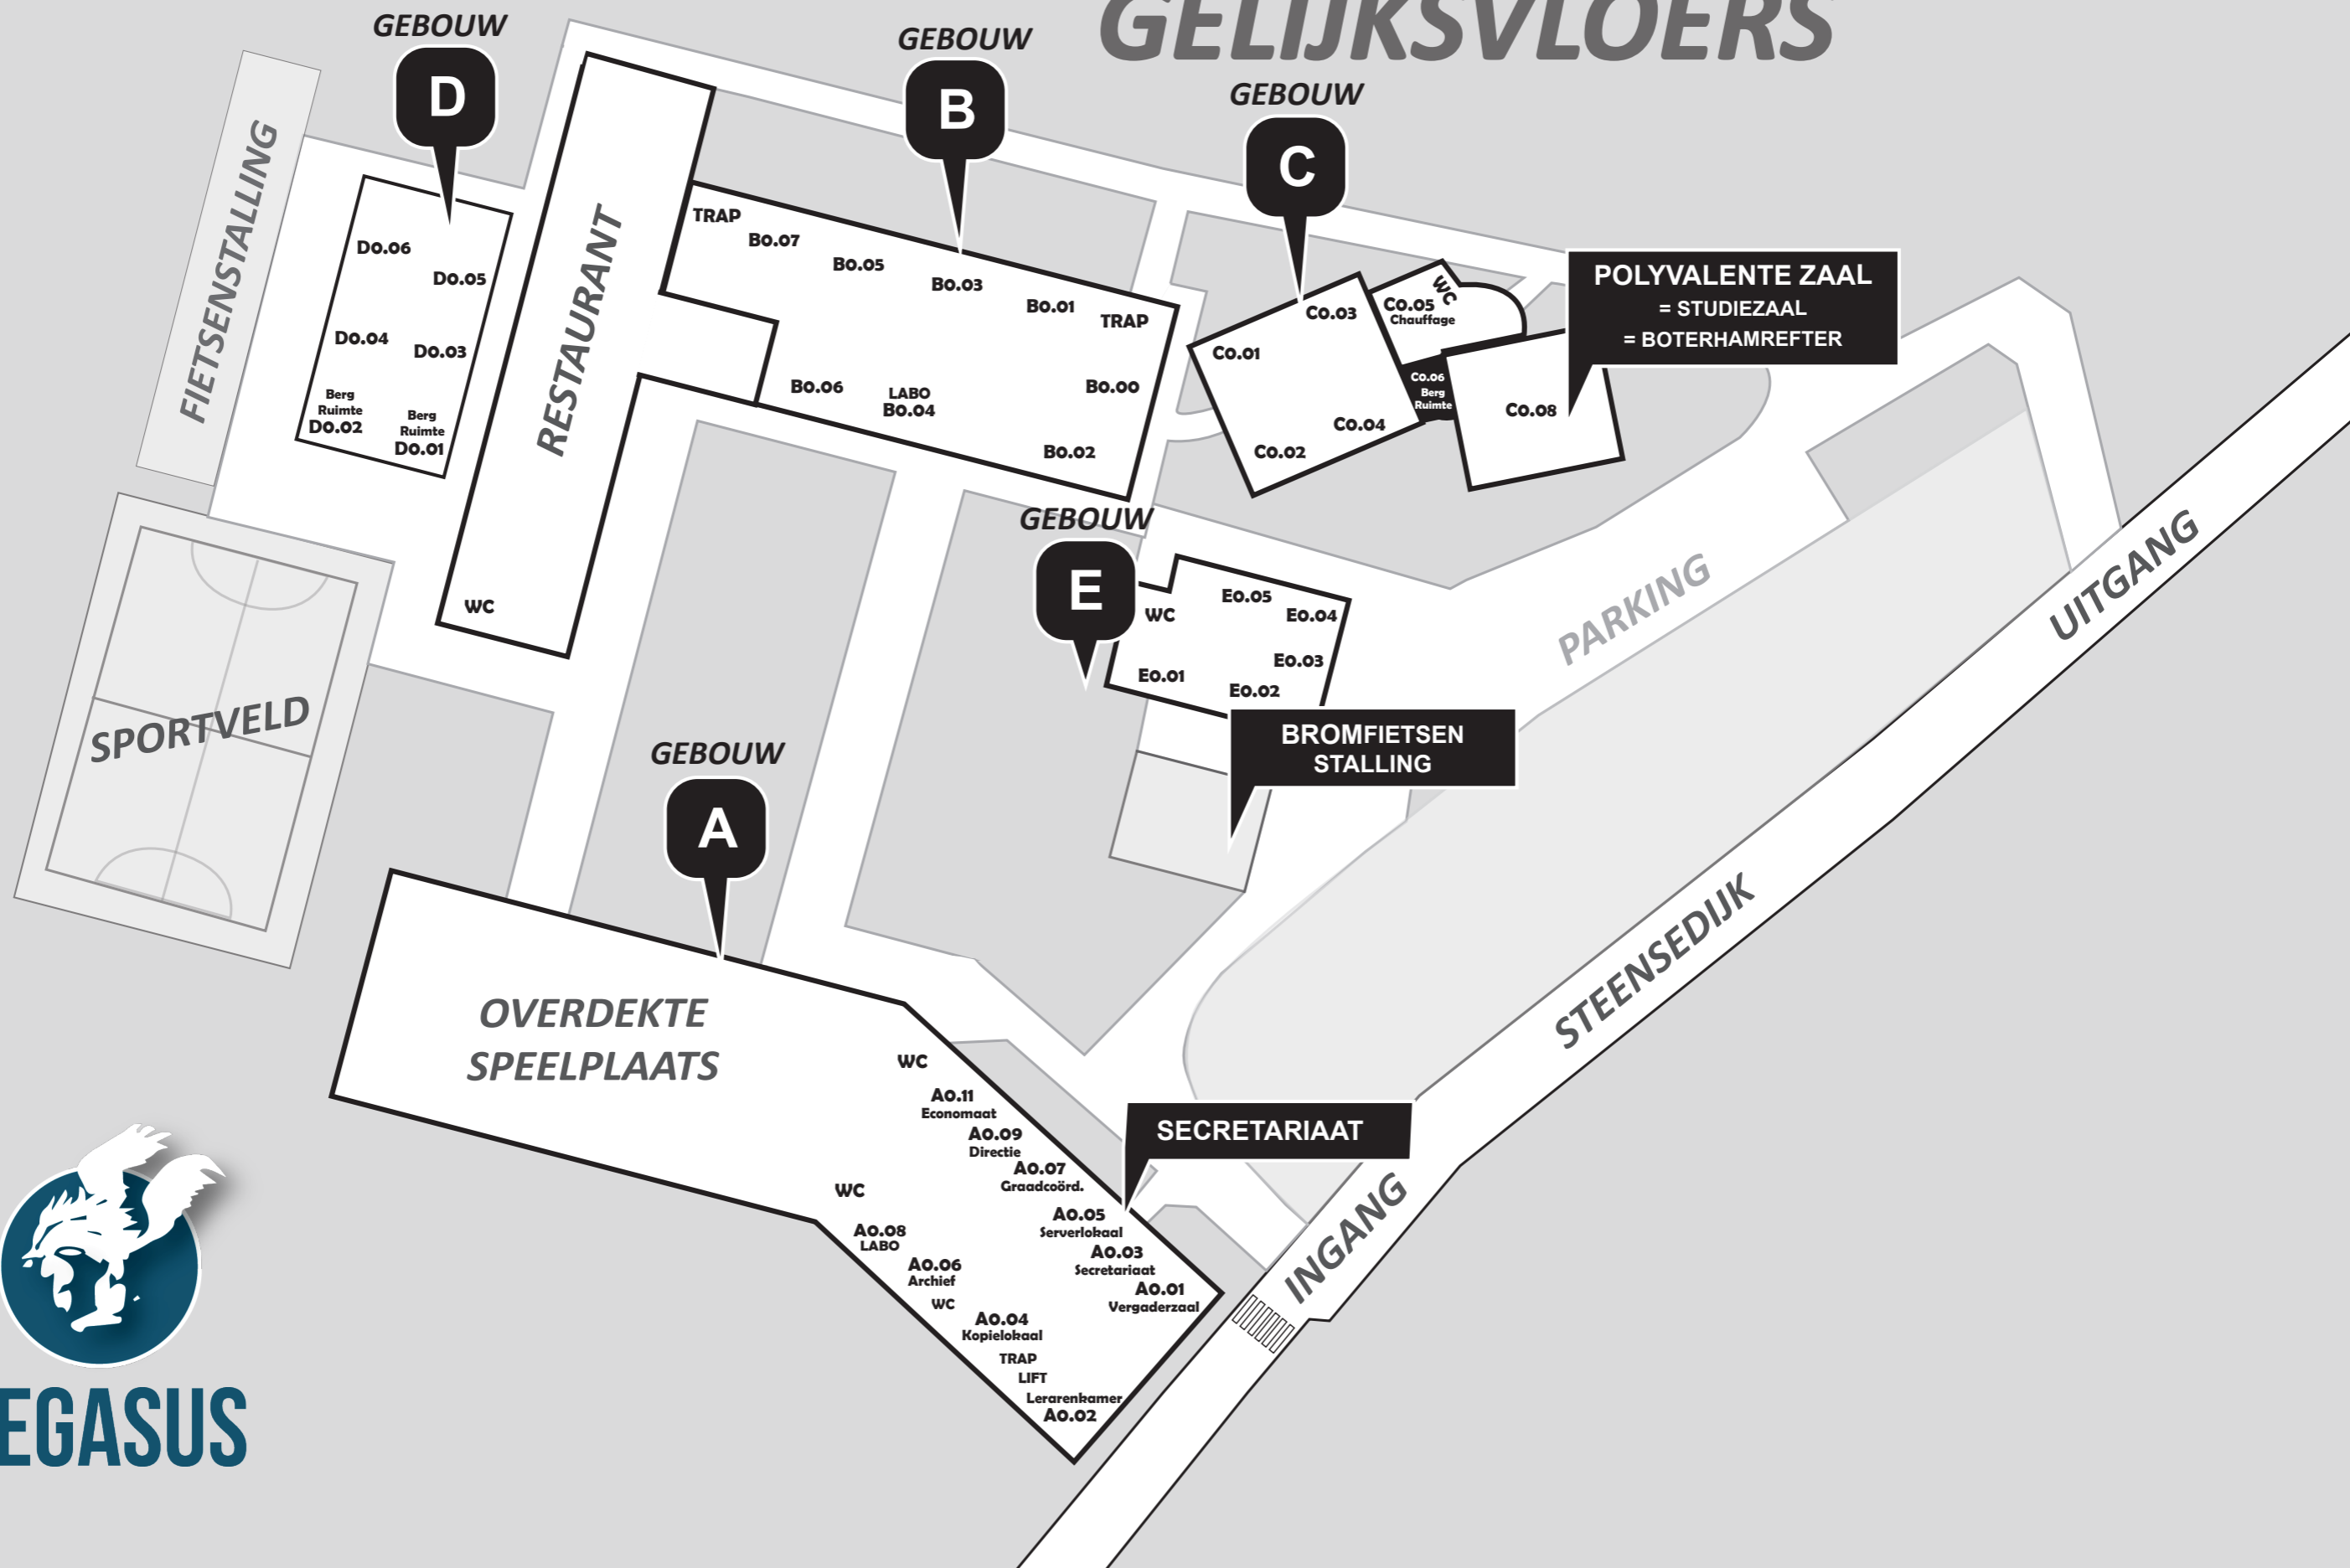 GELIJKSVLOERS
GEBOUW
D
GEBOUW
B
GEBOUW
C
FIETSENSTALLING
D0.06
D0.05
D0.04
D0.03
Berg
Ruimte
D0.02
Berg
Ruimte
D0.01
RESTAURANT
WC
TRAP
B0.07
B0.05
B0.03
B0.01
TRAP
B0.06
LABO
B0.04
B0.00
B0.02
C0.01
C0.03
C0.02
C0.04
WC
C0.05
Chauffage
C0.06
Berg
Ruimte
C0.08
POLYVALENTE ZAAL
= STUDIEZAAL
= BOTERHAMREFTER
GEBOUW
E
WC
E0.05
E0.04
E0.03
E0.01
E0.02
BROMFIETSEN
STALLING
PARKING
UITGANG
STEENSEDIJK
INGANG
SPORTVELD
GEBOUW
A
OVERDEKTE
SPEELPLAATS
WC
A0.11
Economaat
A0.09
Directie
A0.07
Graadcoörd.
SECRETARIAAT
A0.05
Serverlokaal
A0.03
Secretariaat
A0.01
Vergaderzaal
WC
A0.08
LABO
A0.06
Archief
WC
A0.04
Kopielokaal
TRAP
LIFT
Lerarenkamer
A0.02
EGASUS